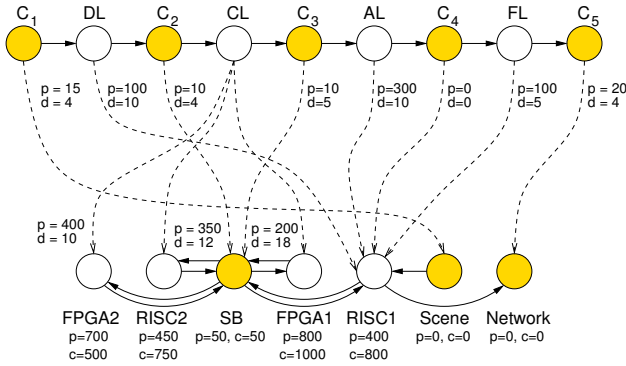 C1 DL C2 CL C3 AL C4 FL C5
p = 15 p=100 p=10 p=10 p=300 p=0 p=100 p = 20
d = 4 d=10 d=4 d=5 d=10 d=0 d=5 d = 4
p = 400 p = 350 p = 200
d = 10 d = 12 d = 18
FPGA2 RISC2 SB FPGA1 RISC1 Scene Network
p=700 p=450 p=50, c=50 p=800 p=400 p=0, c=0 p=0, c=0
c=500 c=750 c=1000 c=800